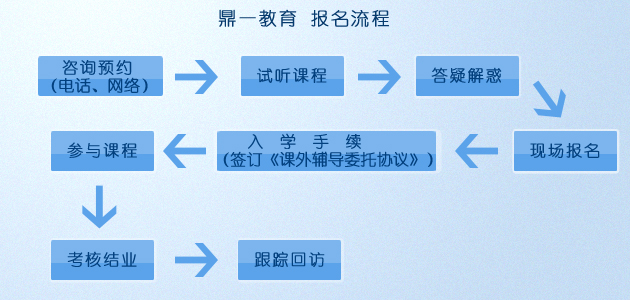 鼎一教育 报名流程
咨询预约
（电话、网络）
试听课程
答疑解惑
现场报名
入 学 手 续
（签订《课外辅导委托协议》）
参与课程
考核结业
跟踪回访